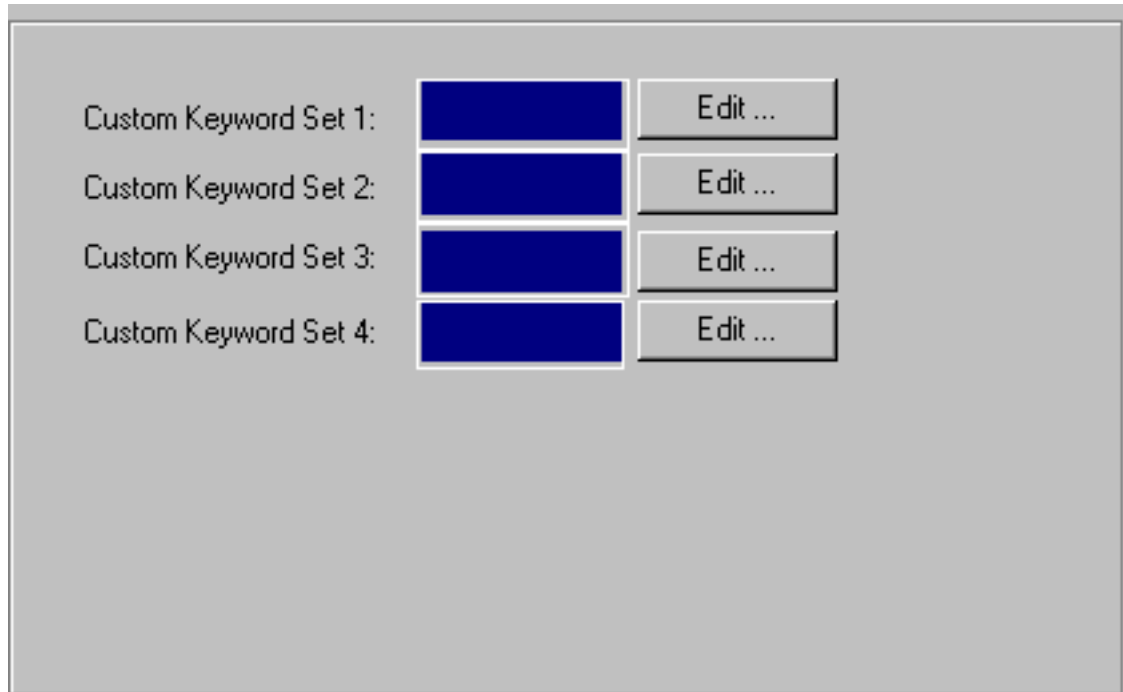 Custom Keyword Set 1: Edit ...
Custom Keyword Set 2: Edit ...
Custom Keyword Set 3: Edit ...
Custom Keyword Set 4: Edit ...